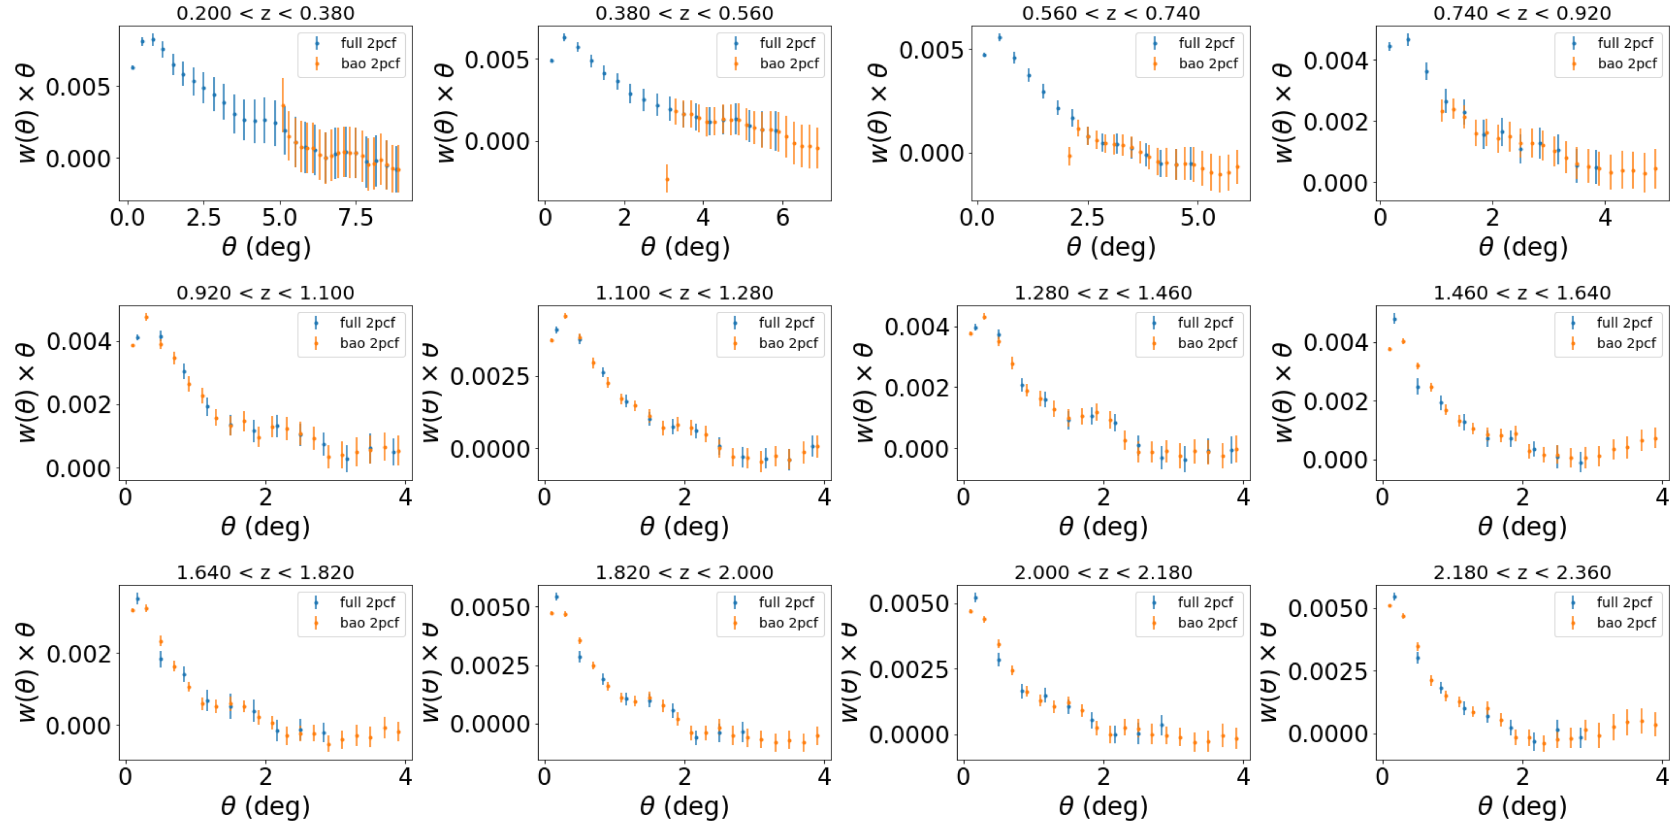 0.200 < z < 0.380
w(θ) × θ
0.005
0.000
full 2pcf
bao 2pcf
0.0 2.5 5.0 7.5
θ (deg)
0.380 < z < 0.560
w(θ) × θ
0.005
0.000
full 2pcf
bao 2pcf
0 2 4 6
θ (deg)
0.560 < z < 0.740
w(θ) × θ
0.005
0.000
full 2pcf
bao 2pcf
0.0 2.5 5.0
θ (deg)
0.740 < z < 0.920
w(θ) × θ
0.004
0.002
0.000
full 2pcf
bao 2pcf
0 2 4
θ (deg)
0.920 < z < 1.100
w(θ) × θ
0.004
0.002
0.000
full 2pcf
bao 2pcf
0 2 4
θ (deg)
1.100 < z < 1.280
w(θ) × θ
0.0025
0.0000
full 2pcf
bao 2pcf
0 2 4
θ (deg)
1.280 < z < 1.460
w(θ) × θ
0.004
0.002
0.000
full 2pcf
bao 2pcf
0 2 4
θ (deg)
1.460 < z < 1.640
w(θ) × θ
0.004
0.002
0.000
full 2pcf
bao 2pcf
0 2 4
θ (deg)
1.640 < z < 1.820
w(θ) × θ
0.002
0.000
full 2pcf
bao 2pcf
0 2 4
θ (deg)
1.820 < z < 2.000
w(θ) × θ
0.0050
0.0025
0.0000
full 2pcf
bao 2pcf
0 2 4
θ (deg)
2.000 < z < 2.180
w(θ) × θ
0.0050
0.0025
0.0000
full 2pcf
bao 2pcf
0 2 4
θ (deg)
2.180 < z < 2.360
w(θ) × θ
0.0050
0.0025
0.0000
full 2pcf
bao 2pcf
0 2 4
θ (deg)